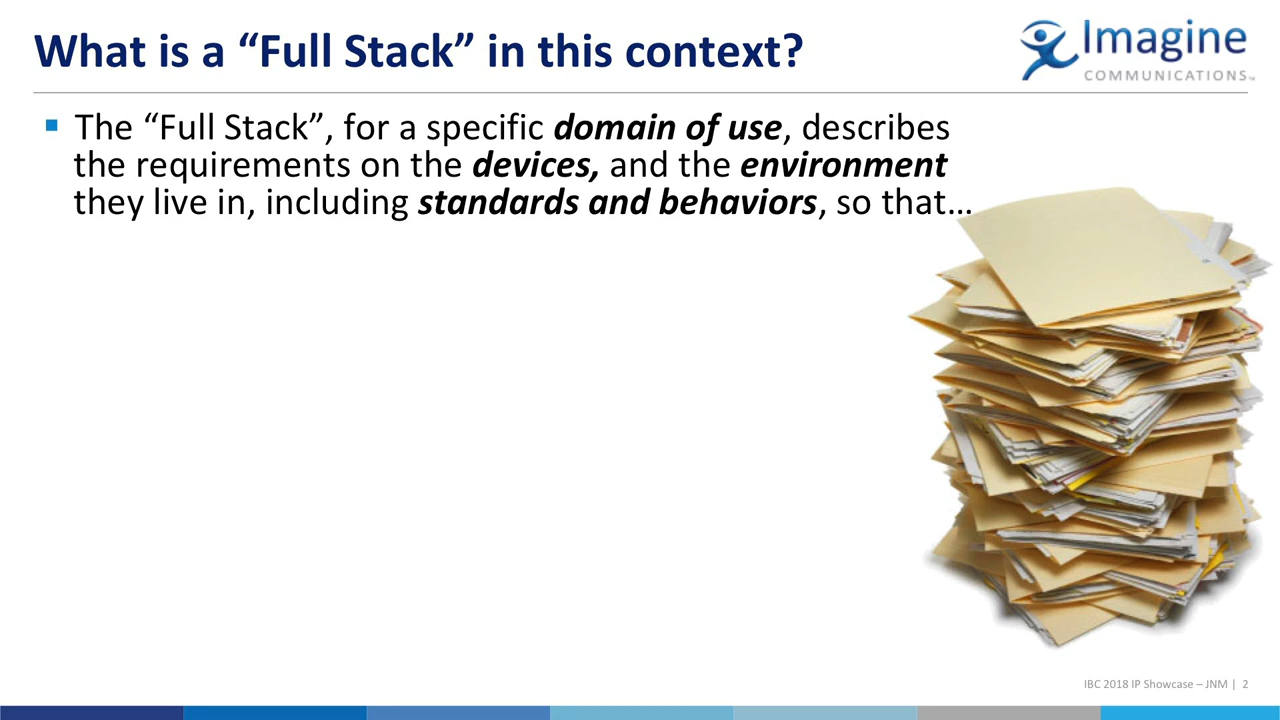 What is a “Full Stack” in this context?
Imagine
COMMUNICATIONS™
▪ The “Full Stack”, for a specific domain of use, describes
the requirements on the devices, and the environment
they live in, including standards and behaviors, so that…
IBC 2018 IP Showcase – JNM | 2